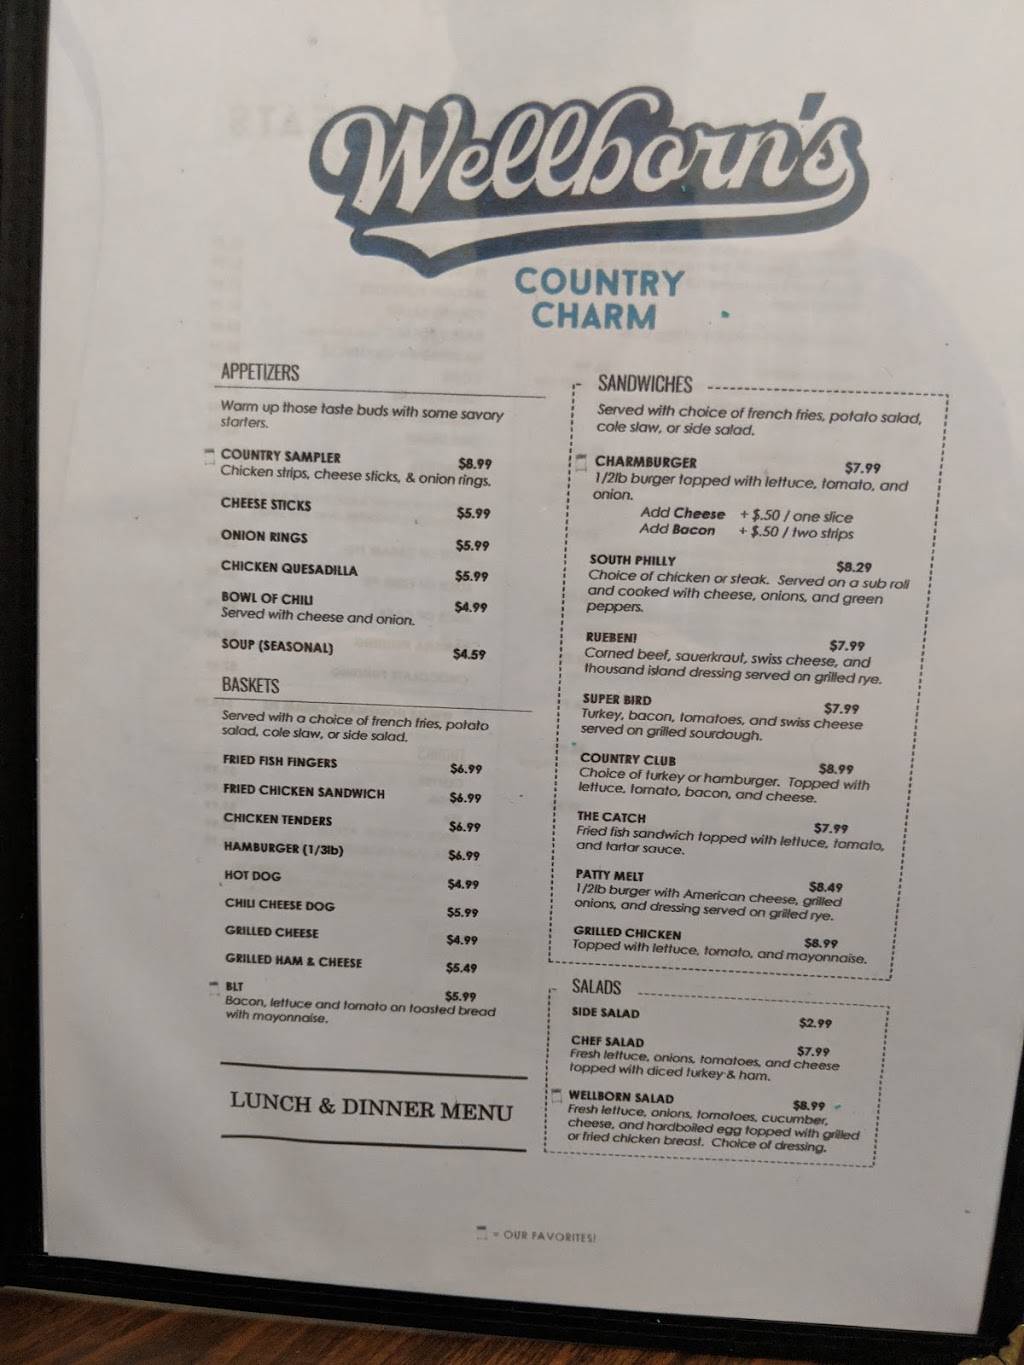 Wellborn's
COUNTRY
CHARM
APPETIZERS
Warm up those taste buds with some savory
starters.
COUNTRY SAMPLER $8.99
Chicken strips, cheese sticks, & onion rings.
CHEESE STICKS $5.99
ONION RINGS $5.99
CHICKEN QUESADILLA $5.99
BOWL OF CHILI $4.99
Served with cheese and onion.
SOUP (SEASONAL) $4.59
BASKETS
Served with a choice of french fries, potato
salad, cole slaw, or side salad.
FRIED FISH FINGERS $6.99
FRIED CHICKEN SANDWICH $6.99
CHICKEN TENDERS $6.99
HAMBURGER (1/3lb) $6.99
HOT DOG $4.99
CHILI CHEESE DOG $5.99
GRILLED CHEESE $4.99
GRILLED HAM & CHEESE $5.49
BLT $5.99
Bacon, lettuce and tomato on toasted bread
with mayonnaise.
LUNCH & DINNER MENU
SANDWICHES
Served with choice of french fries, potato salad,
cole slaw, or side salad.
CHARMBURGER $7.99
1/2lb burger topped with lettuce, tomato, and
onion.
Add Cheese + $.50 / one slice
Add Bacon + $.50 / two strips
SOUTH PHILLY $8.29
Choice of chicken or steak. Served on a sub roll
and cooked with cheese, onions, and green
peppers.
RUEBEN! $7.99
Corned beef, sauerkraut, swiss cheese, and
thousand island dressing served on grilled rye.
SUPER BIRD $7.99
Turkey, bacon, tomatoes, and swiss cheese
served on grilled sourdough.
COUNTRY CLUB $8.99
Choice of turkey or hamburger. Topped with
lettuce, tomato, bacon, and cheese.
THE CATCH $7.99
Fried fish sandwich topped with lettuce, tomato,
and tartar sauce.
PATTY MELT $8.49
1/2lb burger with American cheese, grilled
onions, and dressing served on grilled rye.
GRILLED CHICKEN $8.99
Topped with lettuce, tomato, and mayonnaise.
SALADS
SIDE SALAD $2.99
CHEF SALAD $7.99
Fresh lettuce, onions, tomatoes, and cheese
topped with diced turkey & ham.
WELLBORN SALAD $8.99
Fresh lettuce, onions, tomatoes, cucumber,
cheese, and hardboiled egg topped with grilled
or fried chicken breast. Choice of dressing.
= OUR FAVORITES!